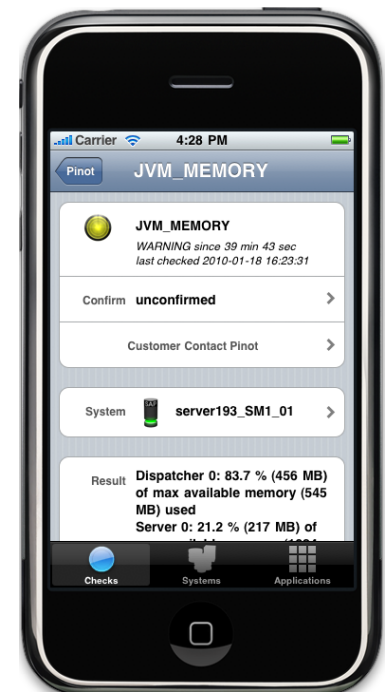 Carrier 4:28 PM
Pinot JVM_MEMORY
JVM_MEMORY
WARNING since 39 min 43 sec
last checked 2010-01-18 16:23:31
Confirm unconfirmed
Customer Contact Pinot
SAP
System server193_SM1_01
Result Dispatcher 0: 83.7 % (456 MB)
of max available memory (545
MB) used
Server 0: 21.2 % (217 MB) of
Checks Systems Applications